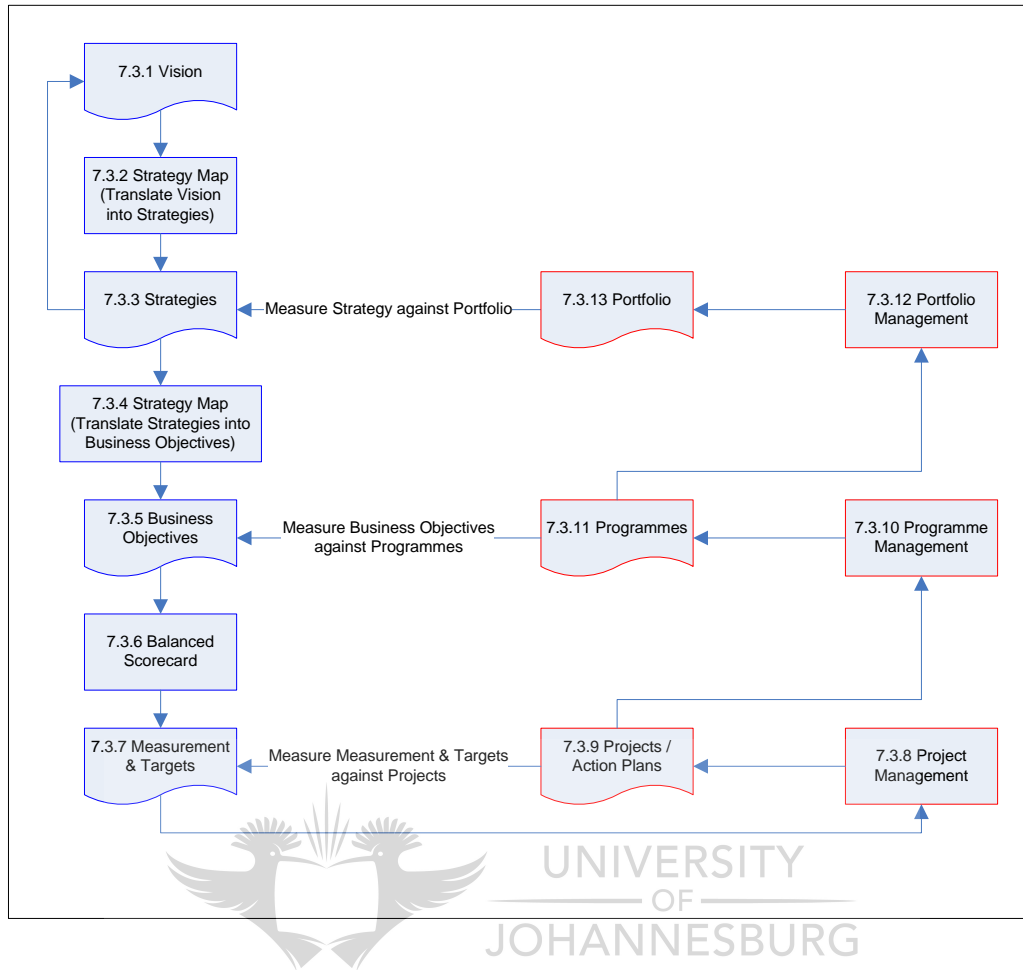 7.3.1 Vision
7.3.2 Strategy Map
(Translate Vision
into Strategies)
7.3.3 Strategies
Measure Strategy against Portfolio
7.3.13 Portfolio
7.3.12 Portfolio
Management
7.3.4 Strategy Map
(Translate Strategies into
Business Objectives)
7.3.5 Business
Objectives
Measure Business Objectives
against Programmes
7.3.11 Programmes
7.3.10 Programme
Management
7.3.6 Balanced
Scorecard
7.3.7 Measurement
& Targets
Measure Measurement & Targets
against Projects
7.3.9 Projects /
Action Plans
7.3.8 Project
Management
UNIVERSITY
OF
JOHANNESBURG